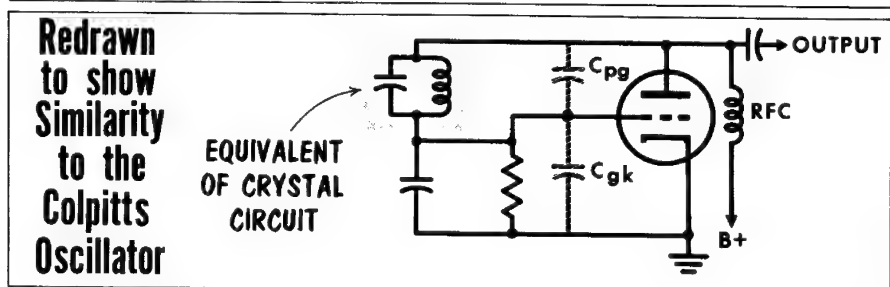 Redrawn
to show
Similarity
to the
Colpitts
Oscillator
EQUIVALENT
OF CRYSTAL
CIRCUIT
Cpg
Cgk
OUTPUT
RFC
B+